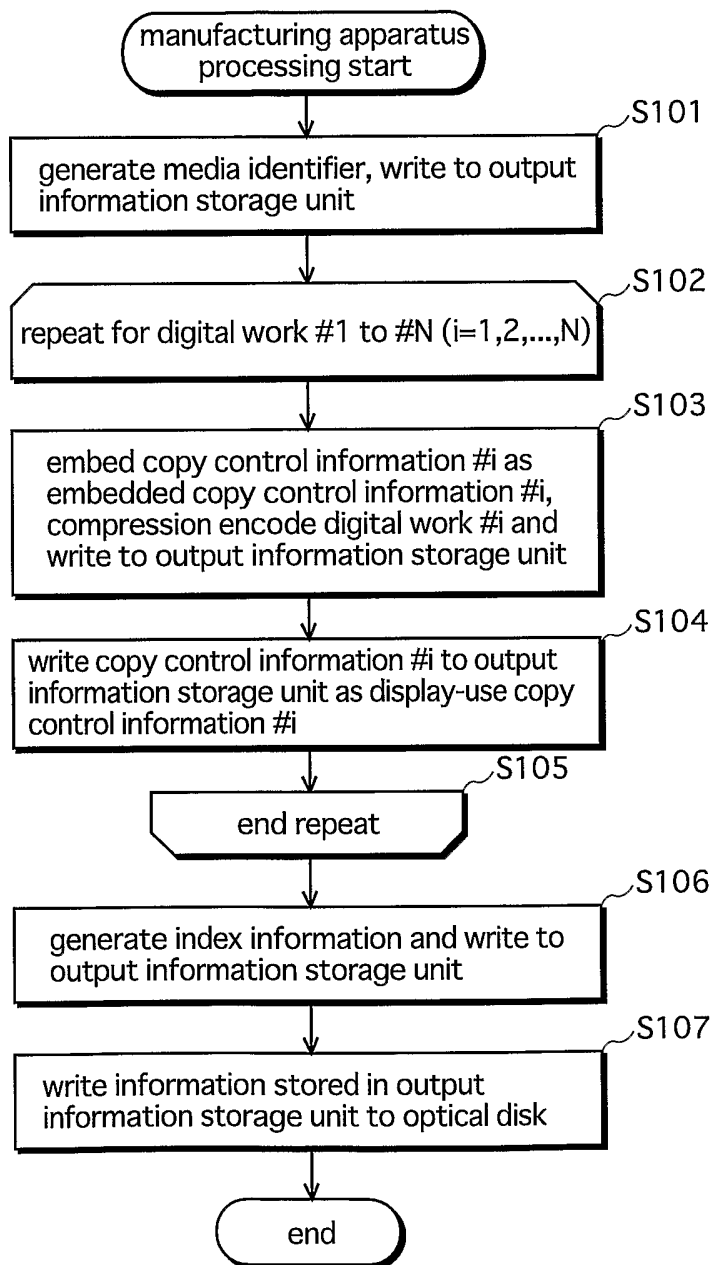 manufacturing apparatus
processing start
S101
generate media identifier, write to output
information storage unit
S102
repeat for digital work #1 to #N (i=1,2,...,N)
S103
embed copy control information #i as
embedded copy control information #i,
compression encode digital work #i and
write to output information storage unit
S104
write copy control information #i to output
information storage unit as display-use copy
control information #i
S105
end repeat
S106
generate index information and write to
output information storage unit
S107
write information stored in output
information storage unit to optical disk
end